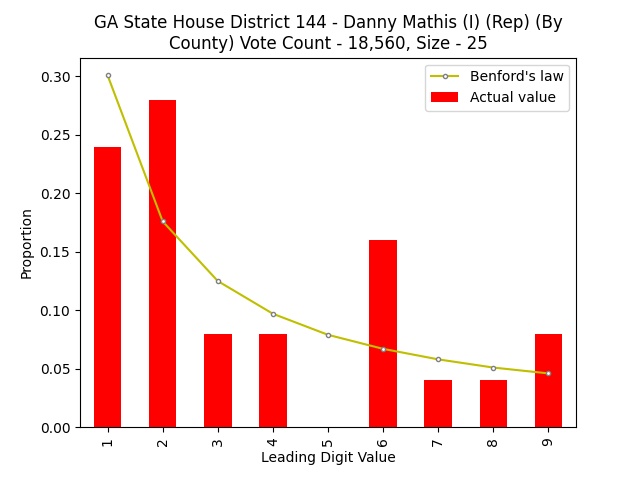 GA State House District 144 - Danny Mathis (I) (Rep) (By
County) Vote Count - 18,560, Size - 25
Benford's law
Actual value
0.30
0.25
0.20
0.15
0.10
0.05
0.00
Proportion
1 2 3 4 5 6 7 8 9
Leading Digit Value